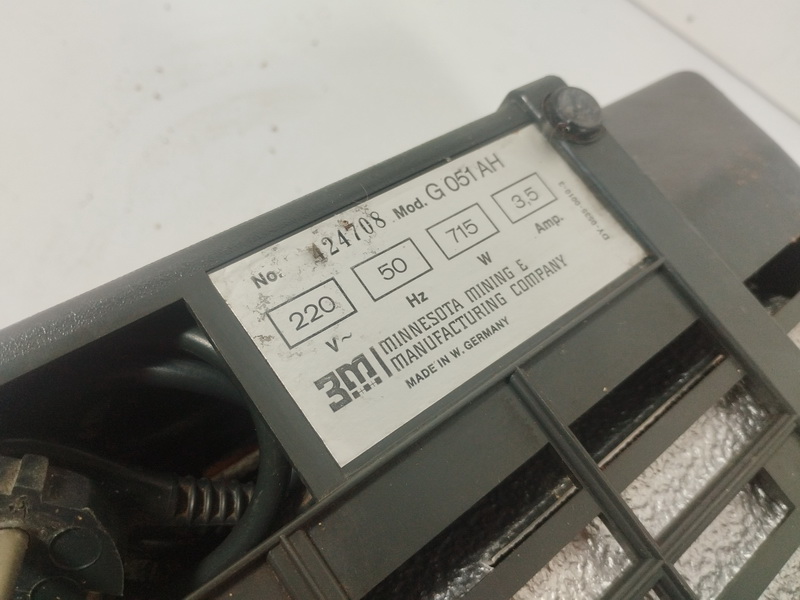 No. 424708 Mod. G 051 AH
220 50 715 3,5
V~ Hz W Amp.
3M MINNESOTA MINING &
MANUFACTURING COMPANY
MADE IN W. GERMANY